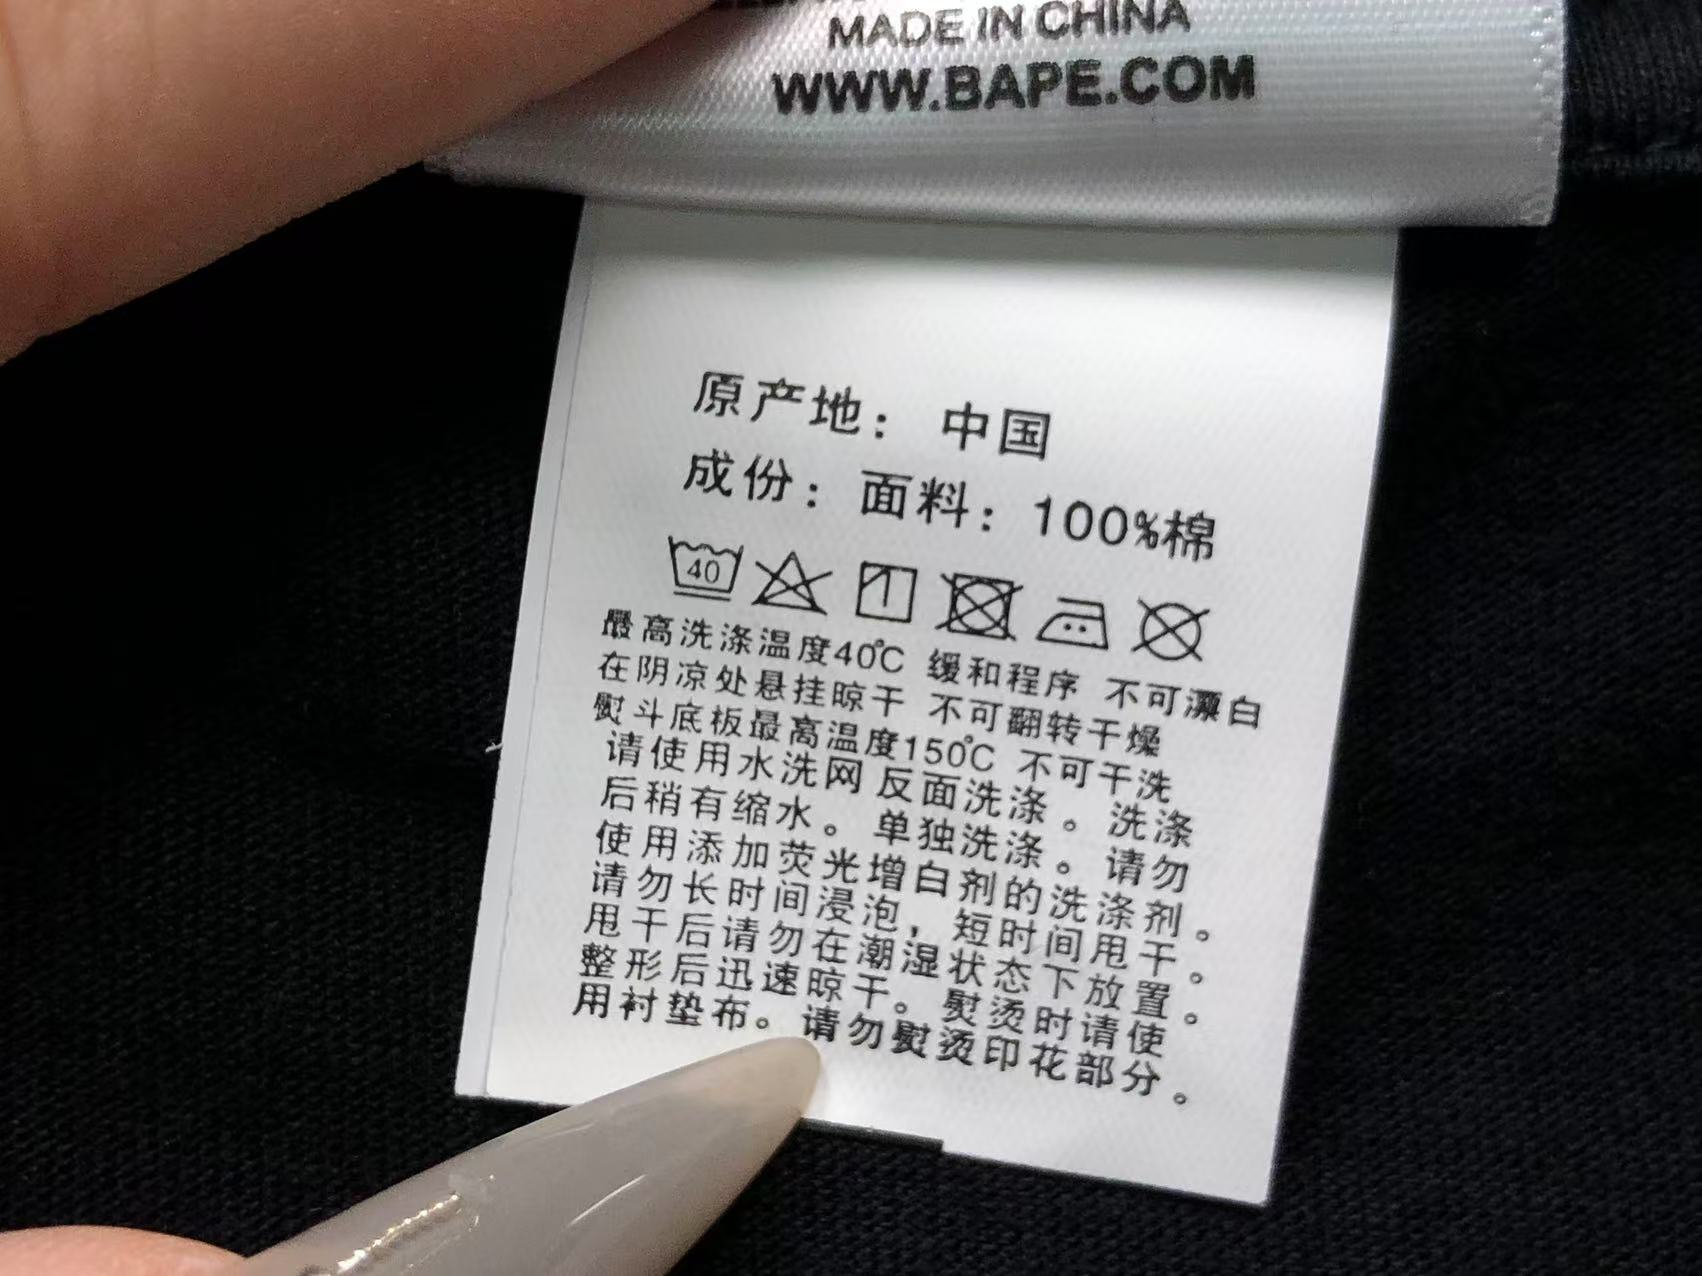 MADE IN CHINA
WWW.BAPE.COM
原产地：中国
成份：面料：100%棉
40
最高洗涤温度40℃ 缓和程序 不可漂白
在阴凉处悬挂晾干 不可翻转干燥
熨斗底板最高温度150℃ 不可干洗
请使用水洗网 反面洗涤。洗涤
后稍有缩水。单独洗涤。请勿
使用添加荧光增白剂的洗涤剂。
请勿长时间浸泡，短时间甩干。
甩干后请勿在潮湿状态下放置。
整形后迅速晾干。熨烫时请使
用衬垫布。请勿熨烫印花部分。